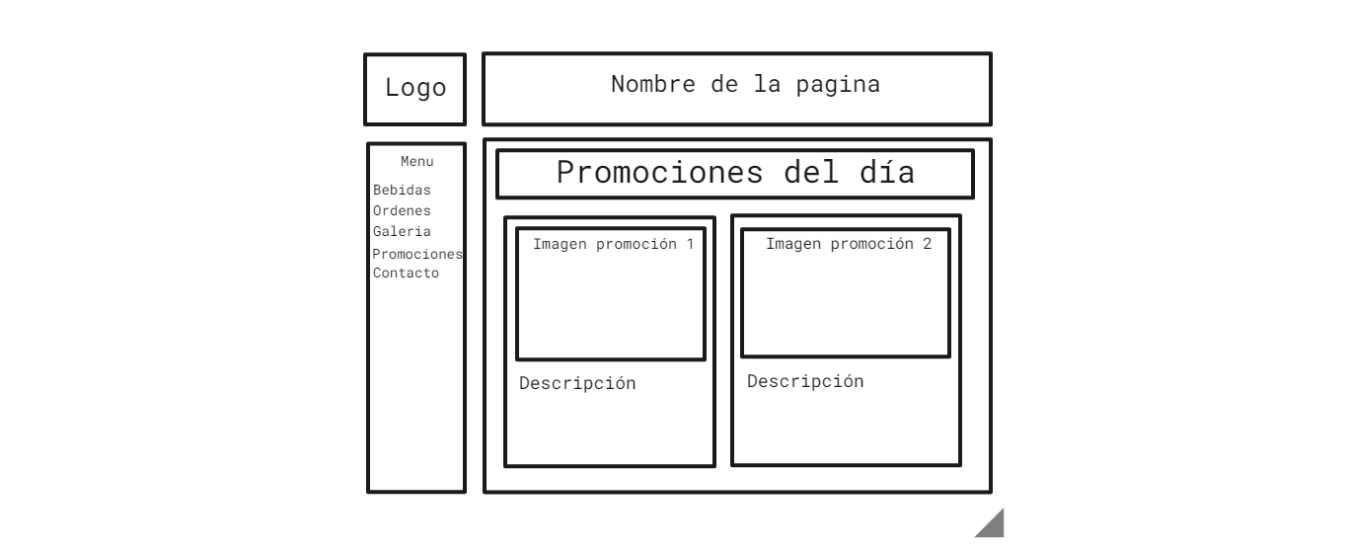 Logo
Nombre de la pagina
Menu
Bebidas
Ordenes
Galeria
Promociones
Contacto
Promociones del día
Imagen promoción 1
Descripción
Imagen promoción 2
Descripción